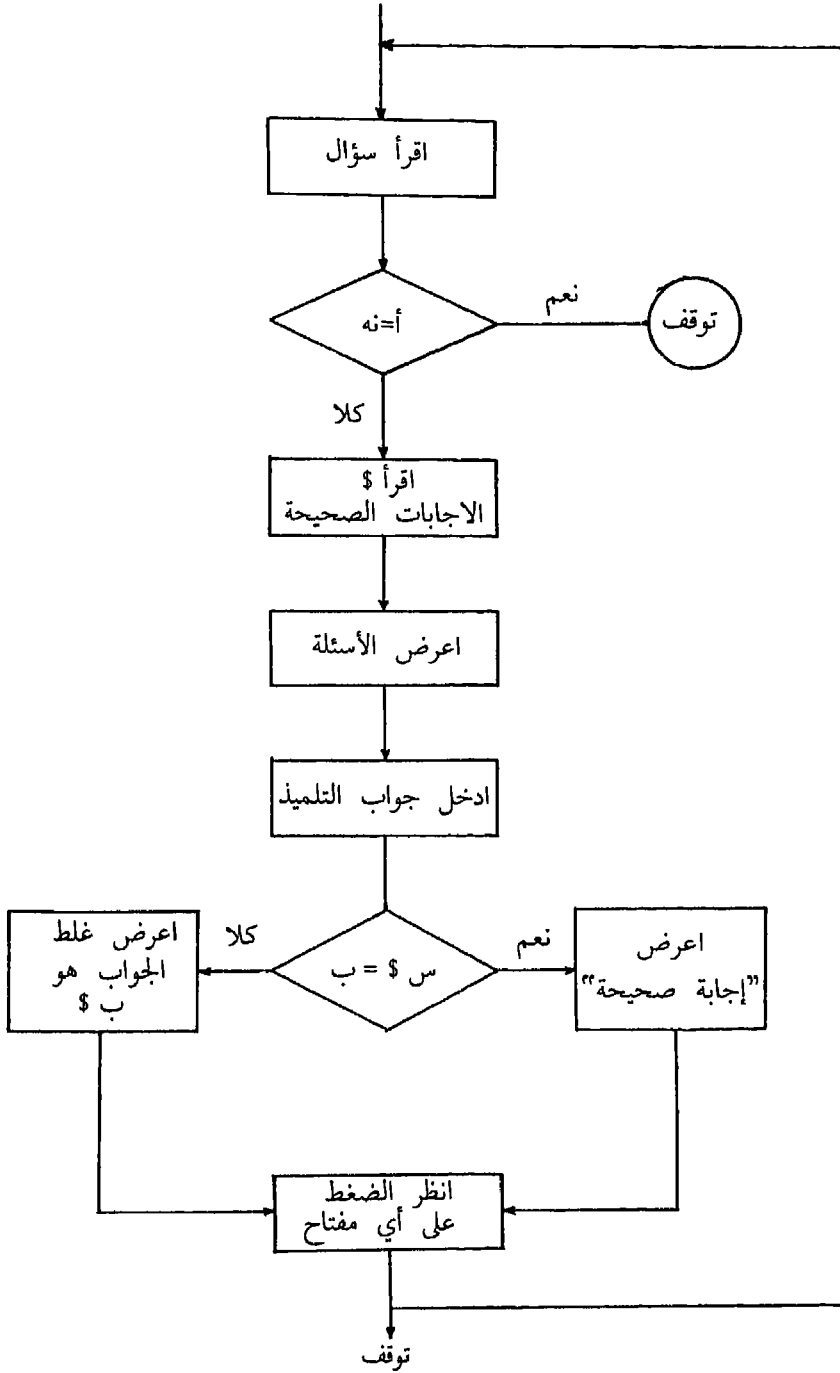 اقرأ سؤال
أ=نه
نعم
توقف
كلا
اقرأ $
الاجابات الصحيحة
اعرض الأسئلة
ادخل جواب التلميذ
س $ = ب
نعم
اعرض
"إجابة صحيحة"
كلا
اعرض غلط
الجواب هو
ب $
انظر الضغط
على أي مفتاح
توقف